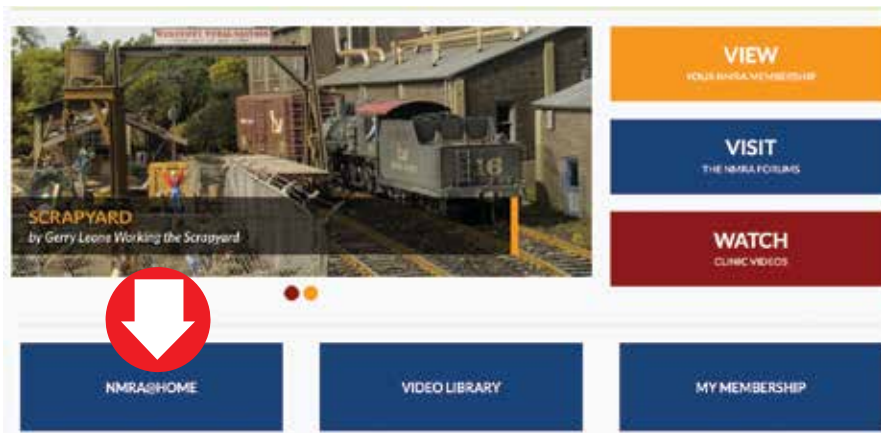 SCRAPYARD
by Gerry Leone Working the Scrapyard
16
VIEW
YOUR NMRA MEMBERSHIP
VISIT
THE NMRA FORUMS
WATCH
CLINIC VIDEOS
NMRA@HOME
VIDEO LIBRARY
MY MEMBERSHIP